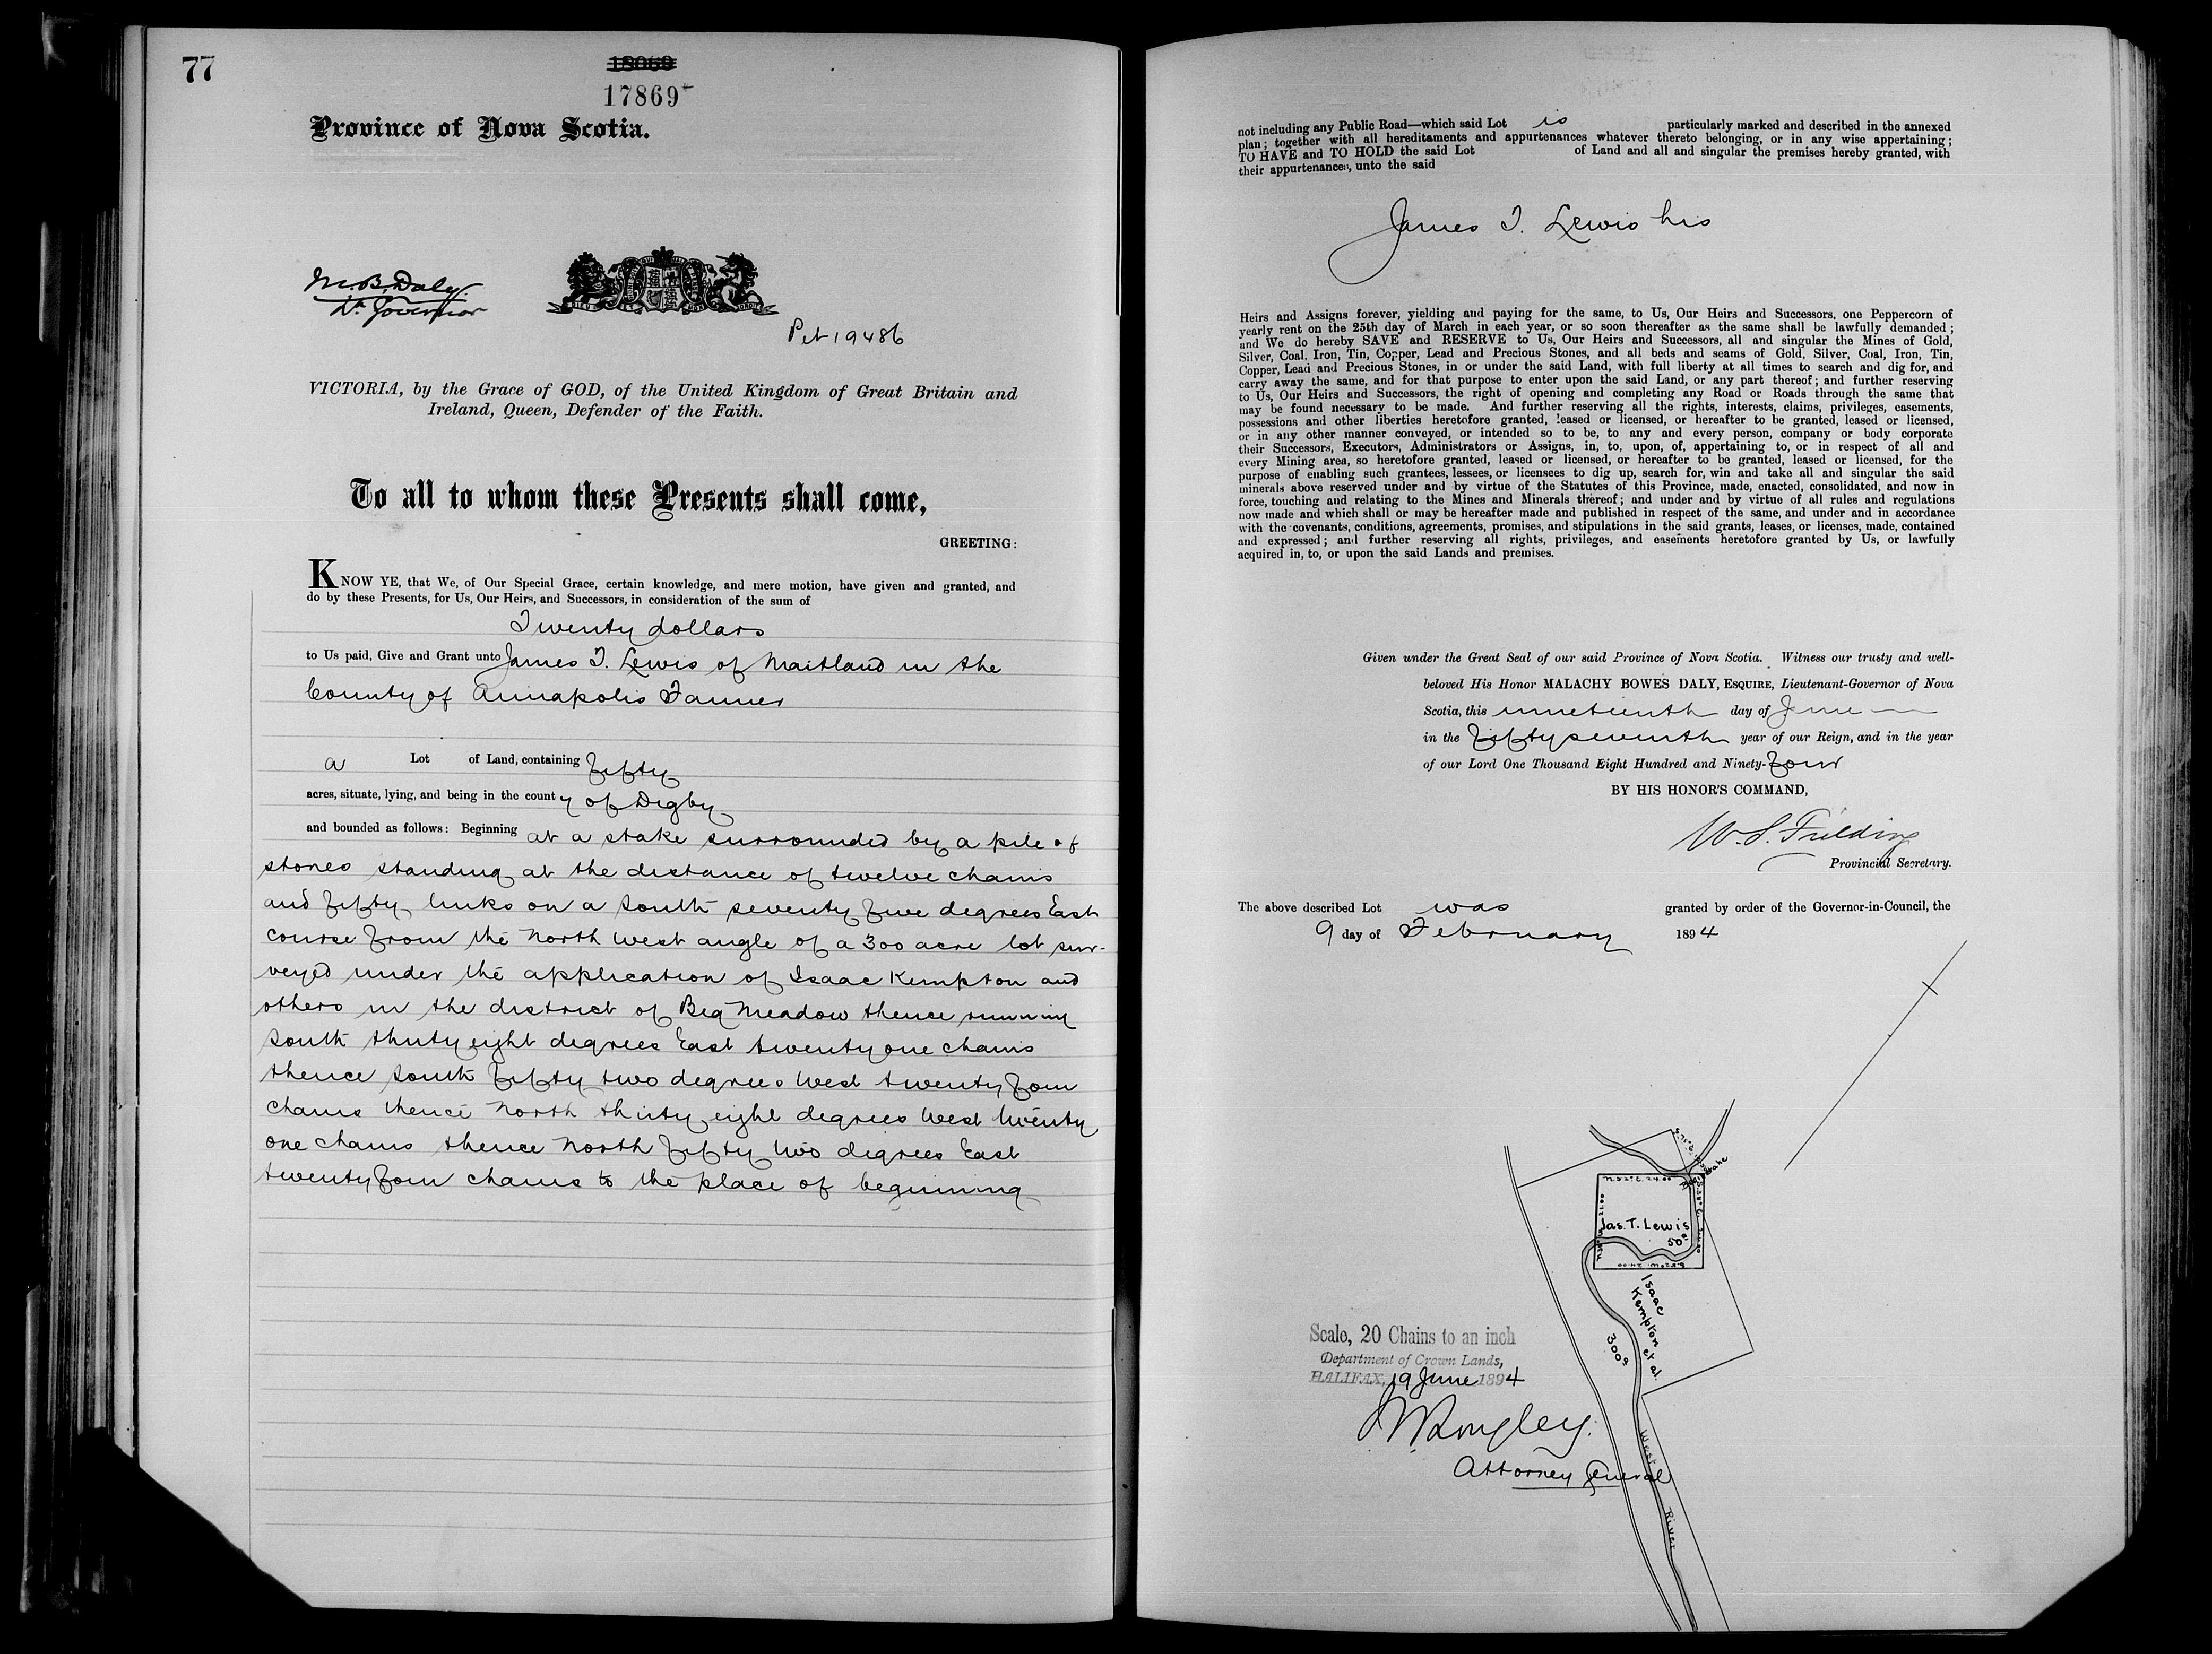 77
18069
17869
Province of Nova Scotia.
M. B. Daly
Lt. Governor
Pet 19486
VICTORIA, by the Grace of GOD, of the United Kingdom of Great Britain and
Ireland, Queen, Defender of the Faith.
To all to whom these Presents shall come,
GREETING:
KNOW YE, that We, of Our Special Grace, certain knowledge, and mere motion, have given and granted, and
do by these Presents, for Us, Our Heirs, and Successors, in consideration of the sum of
Twenty dollars
to Us paid, Give and Grant unto James T. Lewis of Maitland in the
County of Annapolis Farmer
a Lot of Land, containing fifty
acres, situate, lying, and being in the county of Digby
and bounded as follows: Beginning at a stake surrounded by a pile of
stones standing at the distance of twelve chains
and fifty links on a South seventy five degrees East
course from the North West angle of a 300 acre lot sur-
veyed under the application of Isaac Kempton and
others in the district of Big Meadow thence running
South thirty eight degrees East twenty one chains
thence South fifty two degrees West twenty four
chains thence North thirty eight degrees West twenty
one chains thence North fifty two degrees East
twenty four chains to the place of beginning
not including any Public Road—which said Lot is particularly marked and described in the annexed
plan; together with all hereditaments and appurtenances whatever thereto belonging, or in any wise appertaining;
TO HAVE and TO HOLD the said Lot of Land and all and singular the premises hereby granted, with
their appurtenances, unto the said
James T. Lewis his
Heirs and Assigns forever, yielding and paying for the same, to Us, Our Heirs and Successors, one Peppercorn of
yearly rent on the 25th day of March in each year, or so soon thereafter as the same shall be lawfully demanded;
and We do hereby SAVE and RESERVE to Us, Our Heirs and Successors, all and singular the Mines of Gold,
Silver, Coal, Iron, Tin, Copper, Lead and Precious Stones, and all beds and seams of Gold, Silver, Coal, Iron, Tin,
Copper, Lead and Precious Stones, in or under the said Land, with full liberty at all times to search and dig for, and
carry away the same, and for that purpose to enter upon the said Land, or any part thereof; and further reserving
to Us, Our Heirs and Successors, the right of opening and completing any Road or Roads through the same that
may be found necessary to be made. And further reserving all the rights, interests, claims, privileges, easements,
possessions and other liberties heretofore granted, leased or licensed, or hereafter to be granted, leased or licensed,
or in any other manner conveyed, or intended so to be, to any and every person, company or body corporate
their Successors, Executors, Administrators or Assigns, in, to, upon, of, appertaining to, or in respect of all and
every Mining area, so heretofore granted, leased or licensed, or hereafter to be granted, leased or licensed, for the
purpose of enabling such grantees, lessees, or licensees to dig up, search for, win and take all and singular the said
minerals above reserved under and by virtue of the Statutes of this Province, made, enacted, consolidated, and now in
force, touching and relating to the Mines and Minerals thereof; and under and by virtue of all rules and regulations
now made and which shall or may be hereafter made and published in respect of the same, and under and in accordance
with the covenants, conditions, agreements, promises, and stipulations in the said grants, leases, or licenses, made, contained
and expressed; and further reserving all rights, privileges, and easements heretofore granted by Us, or lawfully
acquired in, to, or upon the said Lands and premises.
Given under the Great Seal of our said Province of Nova Scotia. Witness our trusty and well-
beloved His Honor MALACHY BOWES DALY, ESQUIRE, Lieutenant-Governor of Nova
Scotia, this nineteenth day of June
in the fifty seventh year of our Reign, and in the year
of our Lord One Thousand Eight Hundred and Ninety-four
BY HIS HONOR'S COMMAND,
W. S. Fielding
Provincial Secretary.
The above described Lot was granted by order of the Governor-in-Council, the
9 day of February 1894
N. 52° E. 24.00
Jas. T. Lewis
50 a.
S. 52° W. 24.00
Isaac
Kempton
et al.
300 a.
Scale, 20 Chains to an inch
Department of Crown Lands,
HALIFAX, 19 June 1894
J W Longley.
Attorney General
West
River